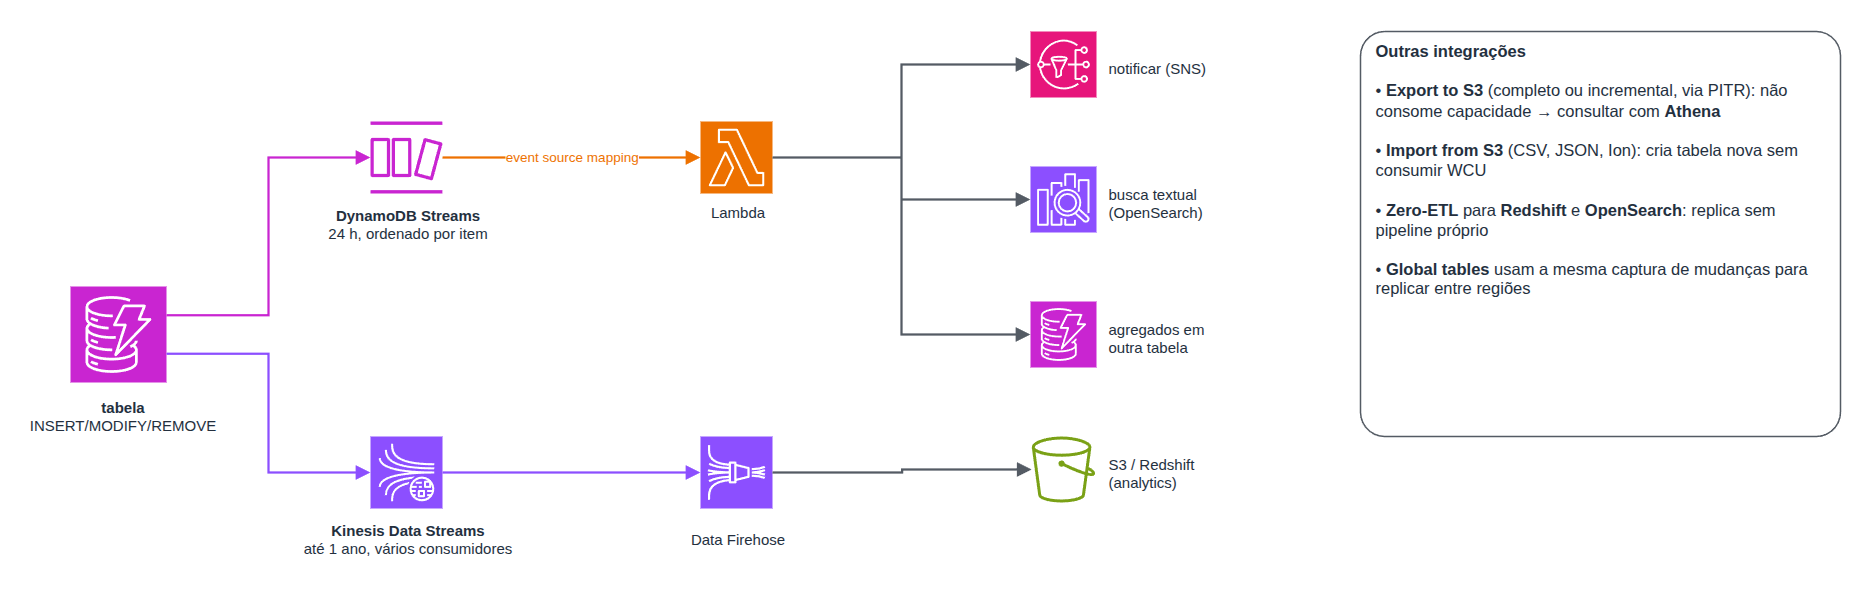 notificar (SNS)
event source mapping
Lambda
DynamoDB Streams
24 h, ordenado por item
busca textual
(OpenSearch)
agregados em
outra tabela
tabela
INSERT/MODIFY/REMOVE
S3 / Redshift
(analytics)
Kinesis Data Streams
até 1 ano, vários consumidores
Data Firehose
Outras integrações
• Export to S3 (completo ou incremental, via PITR): não
consome capacidade → consultar com Athena
• Import from S3 (CSV, JSON, Ion): cria tabela nova sem
consumir WCU
• Zero-ETL para Redshift e OpenSearch: replica sem
pipeline próprio
• Global tables usam a mesma captura de mudanças para
replicar entre regiões